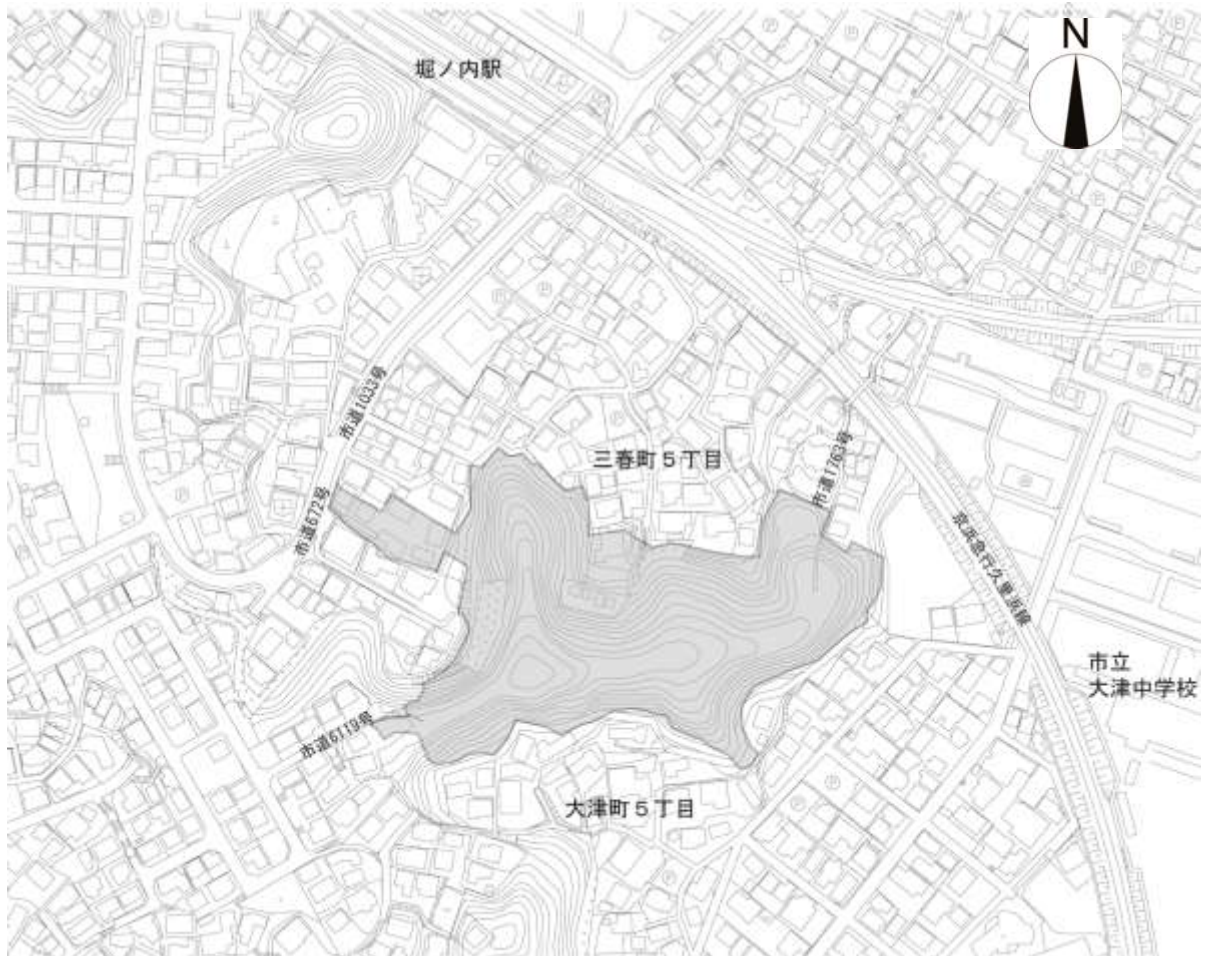 N
堀ノ内駅
市道1033号
三春町5丁目
市道1763号
市道672号
京浜急行久里浜線
市立
大津中学校
市道6119号
大津町5丁目